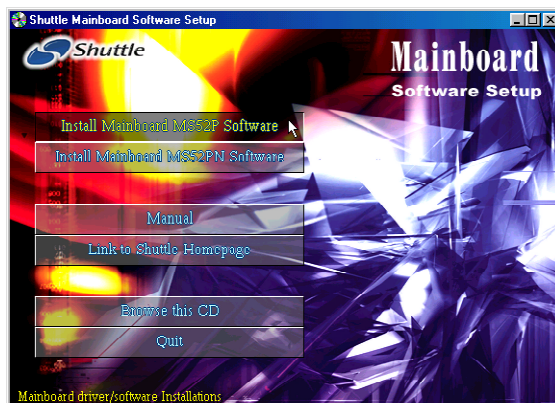 Shuttle Mainboard Software Setup
Shuttle
Mainboard
Software Setup
Install Mainboard MS52P Software
Install Mainboard MS52PN Software
Manual
Link to Shuttle Homepage
Browse this CD
Quit
Mainboard driver/software Installations